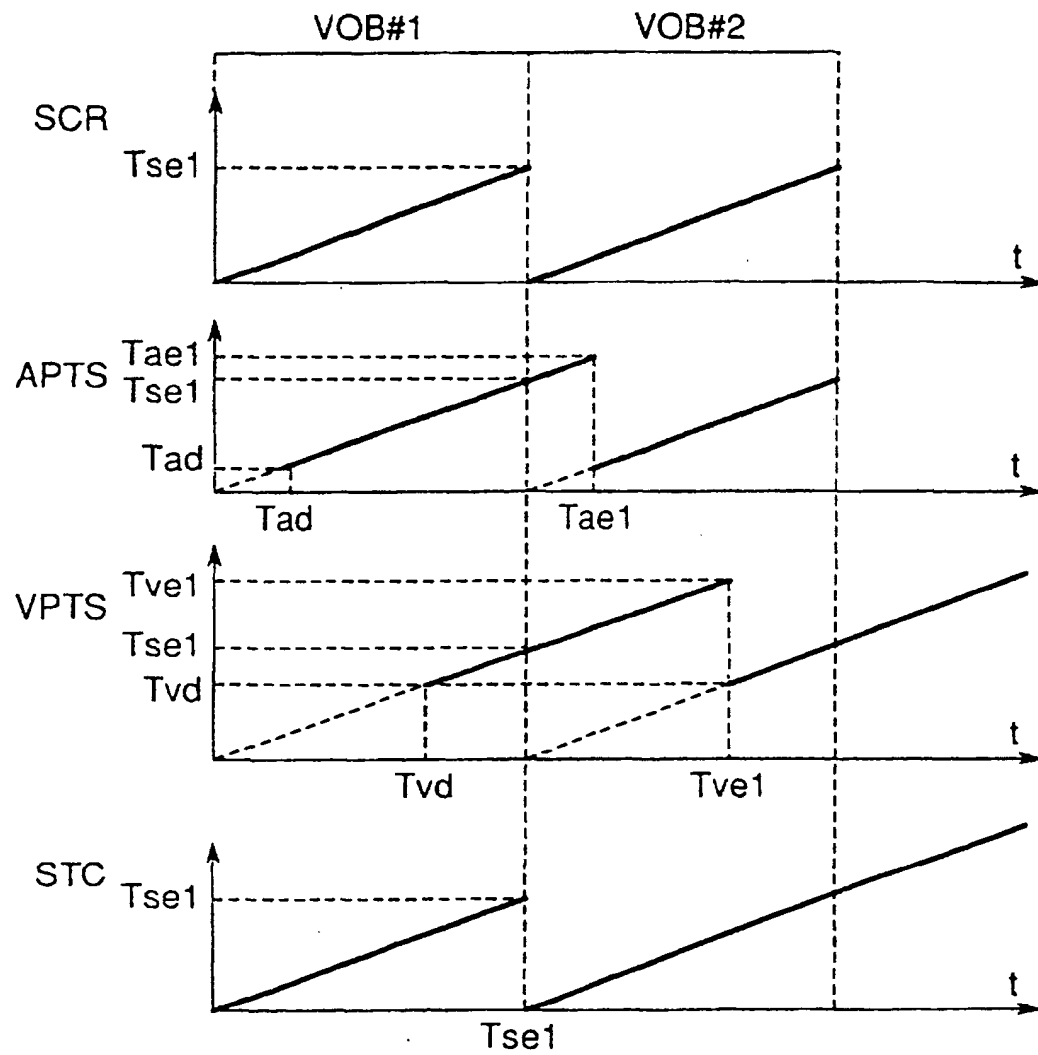 VOB#1 VOB#2
SCR
Tse1
t
Tae1
APTS
Tse1
Tad
t
Tad Tae1
Tve1
VPTS
Tse1
Tvd
t
Tvd Tve1
STC
Tse1
t
Tse1